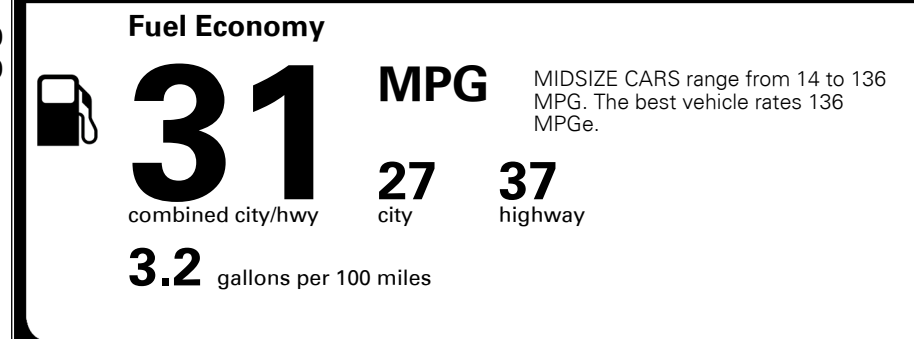 Fuel Economy
31
MPG
MIDSIZE CARS range from 14 to 136
MPG. The best vehicle rates 136
MPGe.
27
37
combined city/hwy
city
highway
3.2 gallons per 100 miles